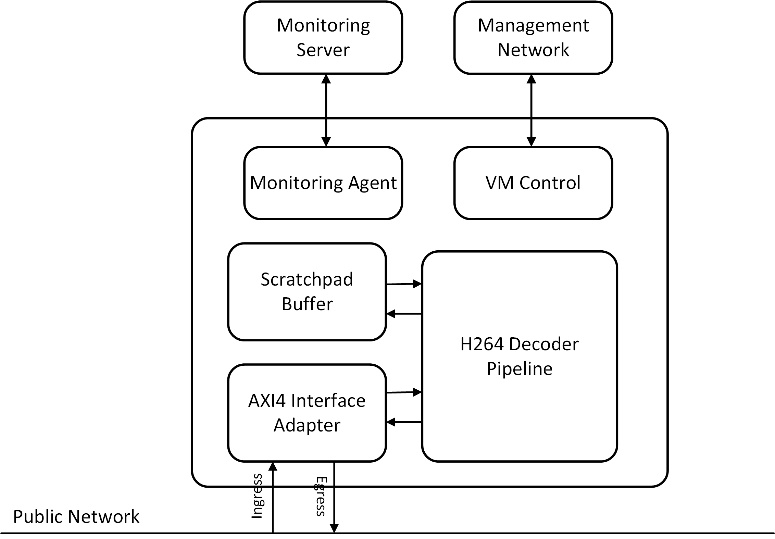 Monitoring
Server
Management
Network
Monitoring Agent
VM Control
Scratchpad
Buffer
H264 Decoder
Pipeline
AXI4 Interface
Adapter
Ingress
Egress
Public Network